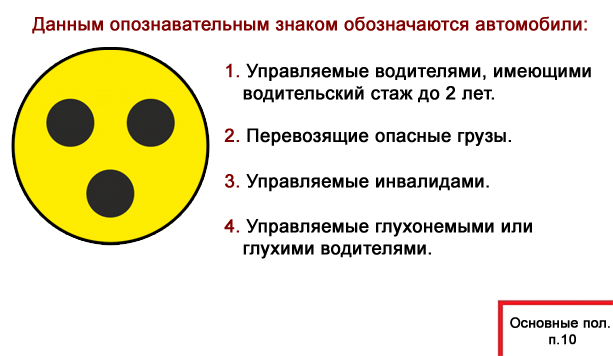 Данным опознавательным знаком обозначаются автомобили:
1. Управляемые водителями, имеющими
водительский стаж до 2 лет.
2. Перевозящие опасные грузы.
3. Управляемые инвалидами.
4. Управляемые глухонемыми или
глухими водителями.
Основные пол.
п.10